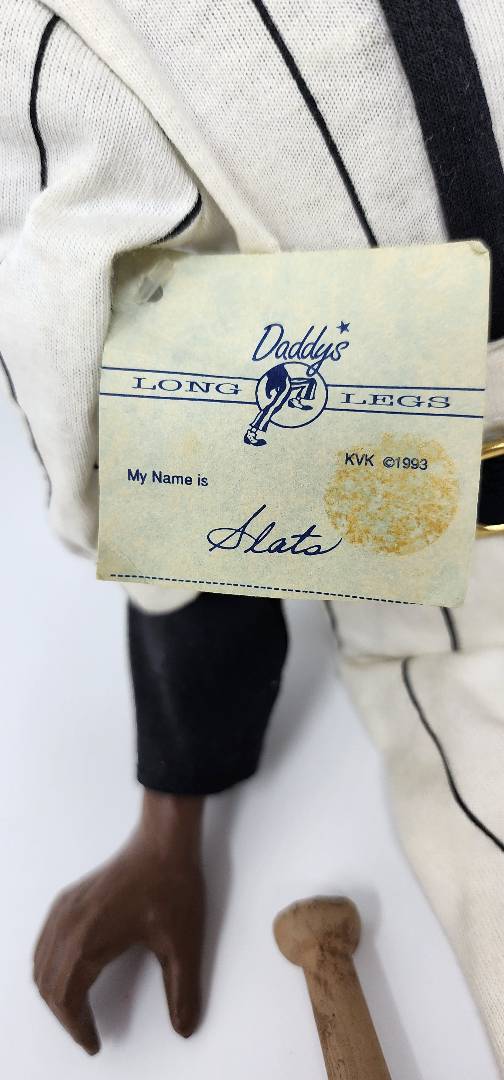 Daddys
LONG LEGS
KVK ©1993
My Name is
Slats